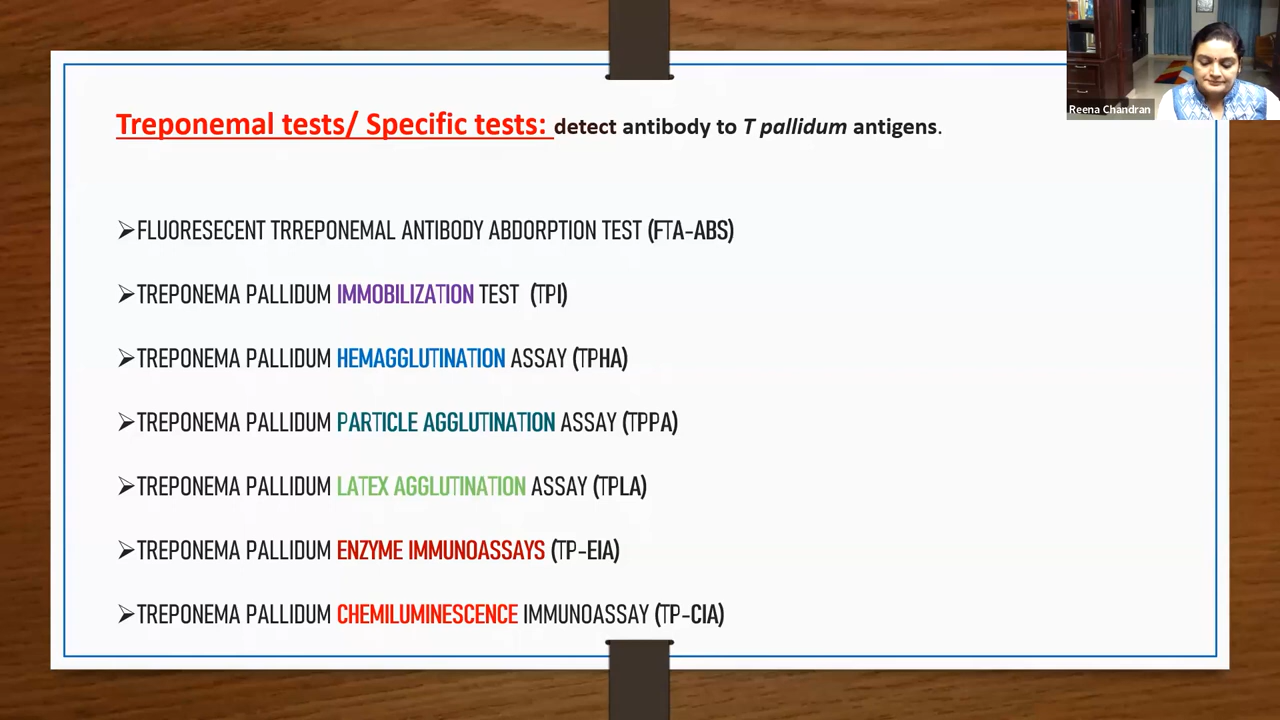 Treponemal tests/ Specific tests: detect antibody to T pallidum antigens.
➢FLUORESECENT TRREPONEMAL ANTIBODY ABDORPTION TEST (FTA-ABS)
➢TREPONEMA PALLIDUM IMMOBILIZATION TEST (TPI)
➢TREPONEMA PALLIDUM HEMAGGLUTINATION ASSAY (TPHA)
➢TREPONEMA PALLIDUM PARTICLE AGGLUTINATION ASSAY (TPPA)
➢TREPONEMA PALLIDUM LATEX AGGLUTINATION ASSAY (TPLA)
➢TREPONEMA PALLIDUM ENZYME IMMUNOASSAYS (TP-EIA)
➢TREPONEMA PALLIDUM CHEMILUMINESCENCE IMMUNOASSAY (TP-CIA)
Reena Chandran